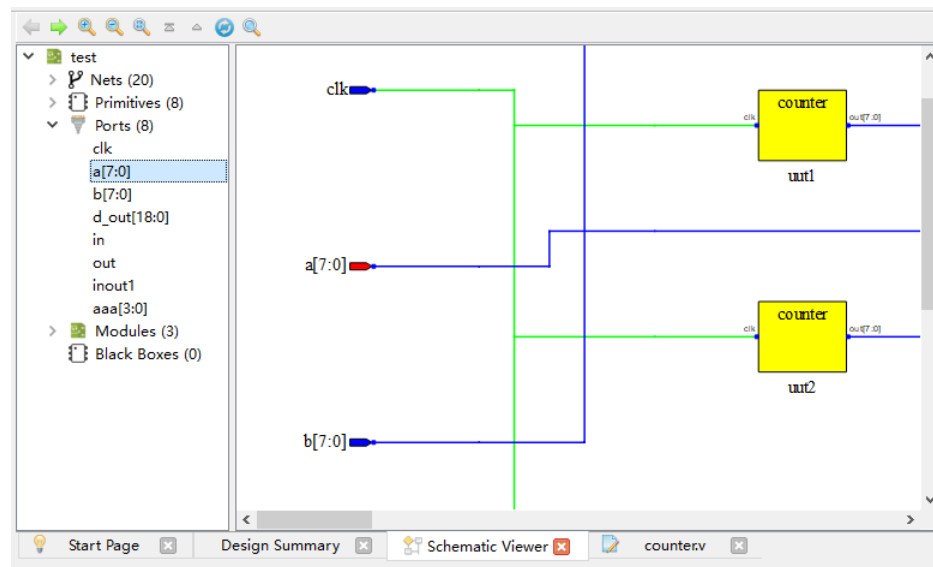 test
Nets (20)
Primitives (8)
Ports (8)
clk
a[7:0]
b[7:0]
d_out[18:0]
in
out
inout1
aaa[3:0]
Modules (3)
Black Boxes (0)
clk
counter
clk
out[7:0]
uut1
a[7:0]
counter
clk
out[7:0]
uut2
b[7:0]
Start Page
Design Summary
Schematic Viewer
counter.v